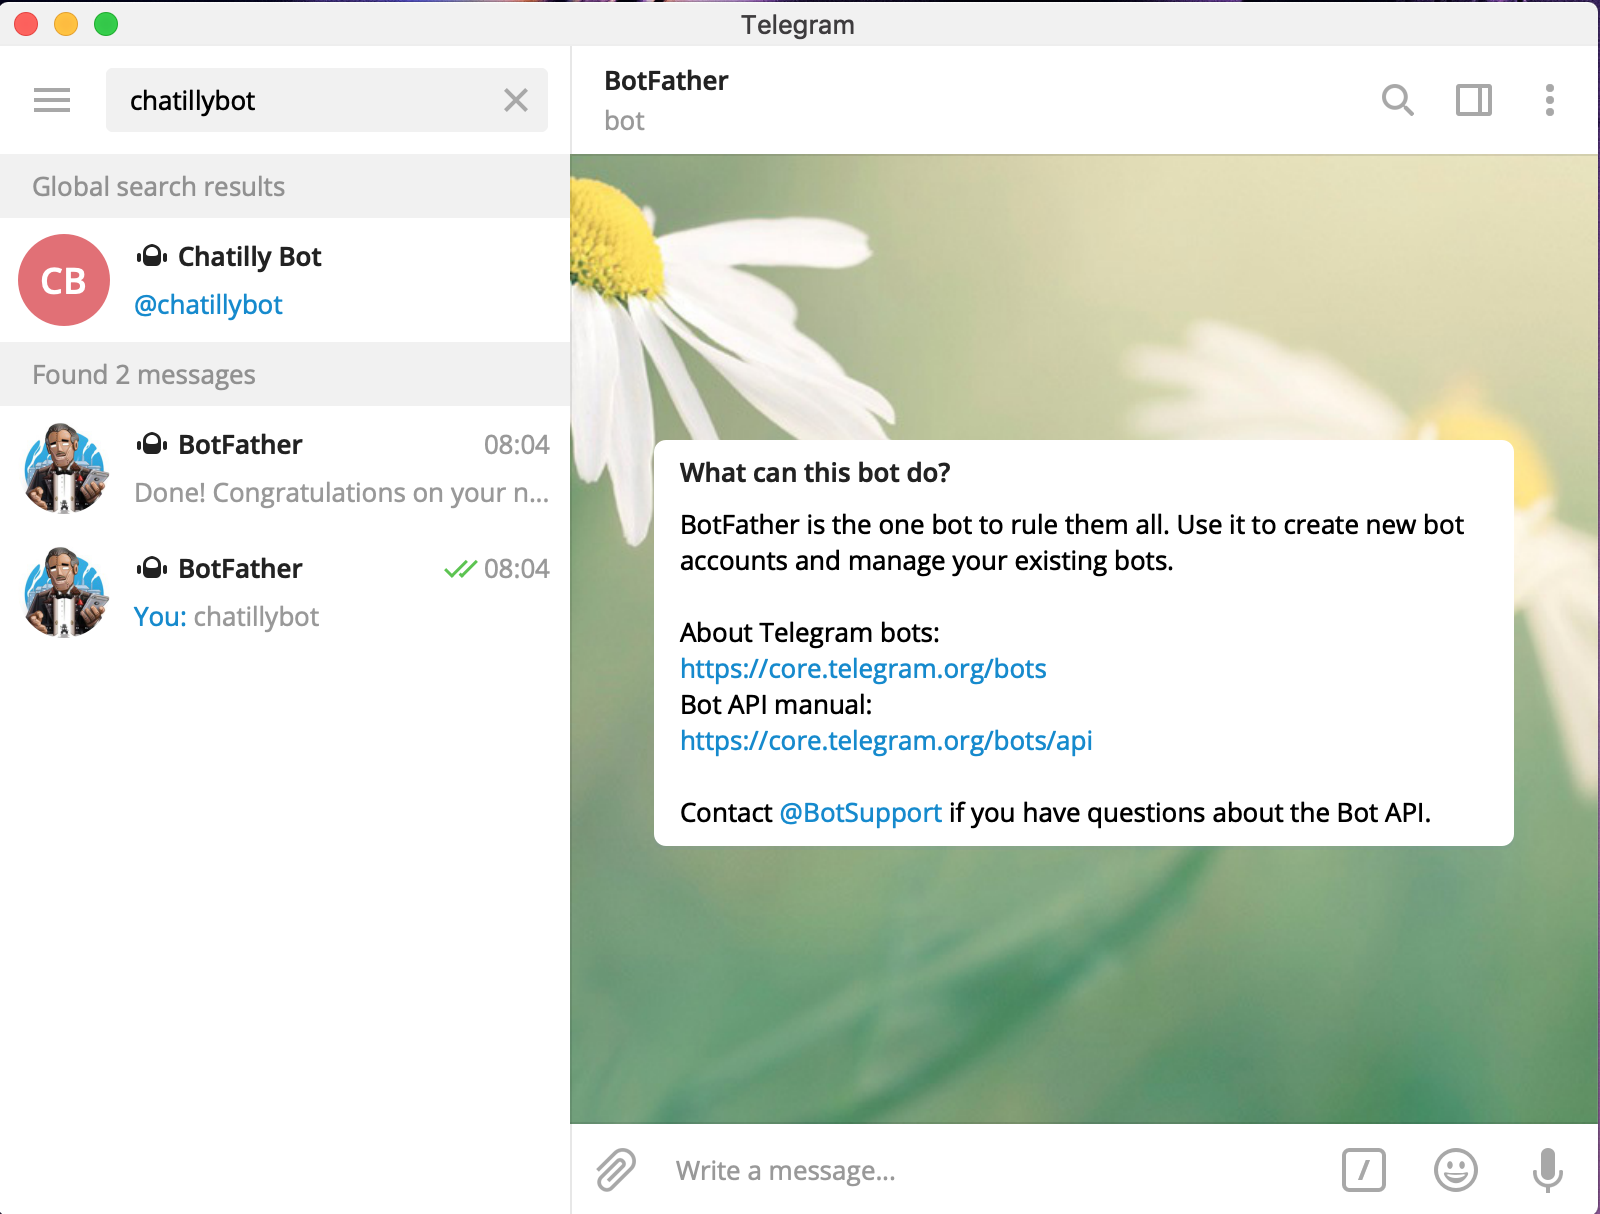 Telegram
chatillybot
Global search results
CB
Chatilly Bot
@chatillybot
Found 2 messages
BotFather 08:04
Done! Congratulations on your n...
BotFather 08:04
You: chatillybot
BotFather
bot
What can this bot do?
BotFather is the one bot to rule them all. Use it to create new bot
accounts and manage your existing bots.
About Telegram bots:
https://core.telegram.org/bots
Bot API manual:
https://core.telegram.org/bots/api
Contact @BotSupport if you have questions about the Bot API.
Write a message...